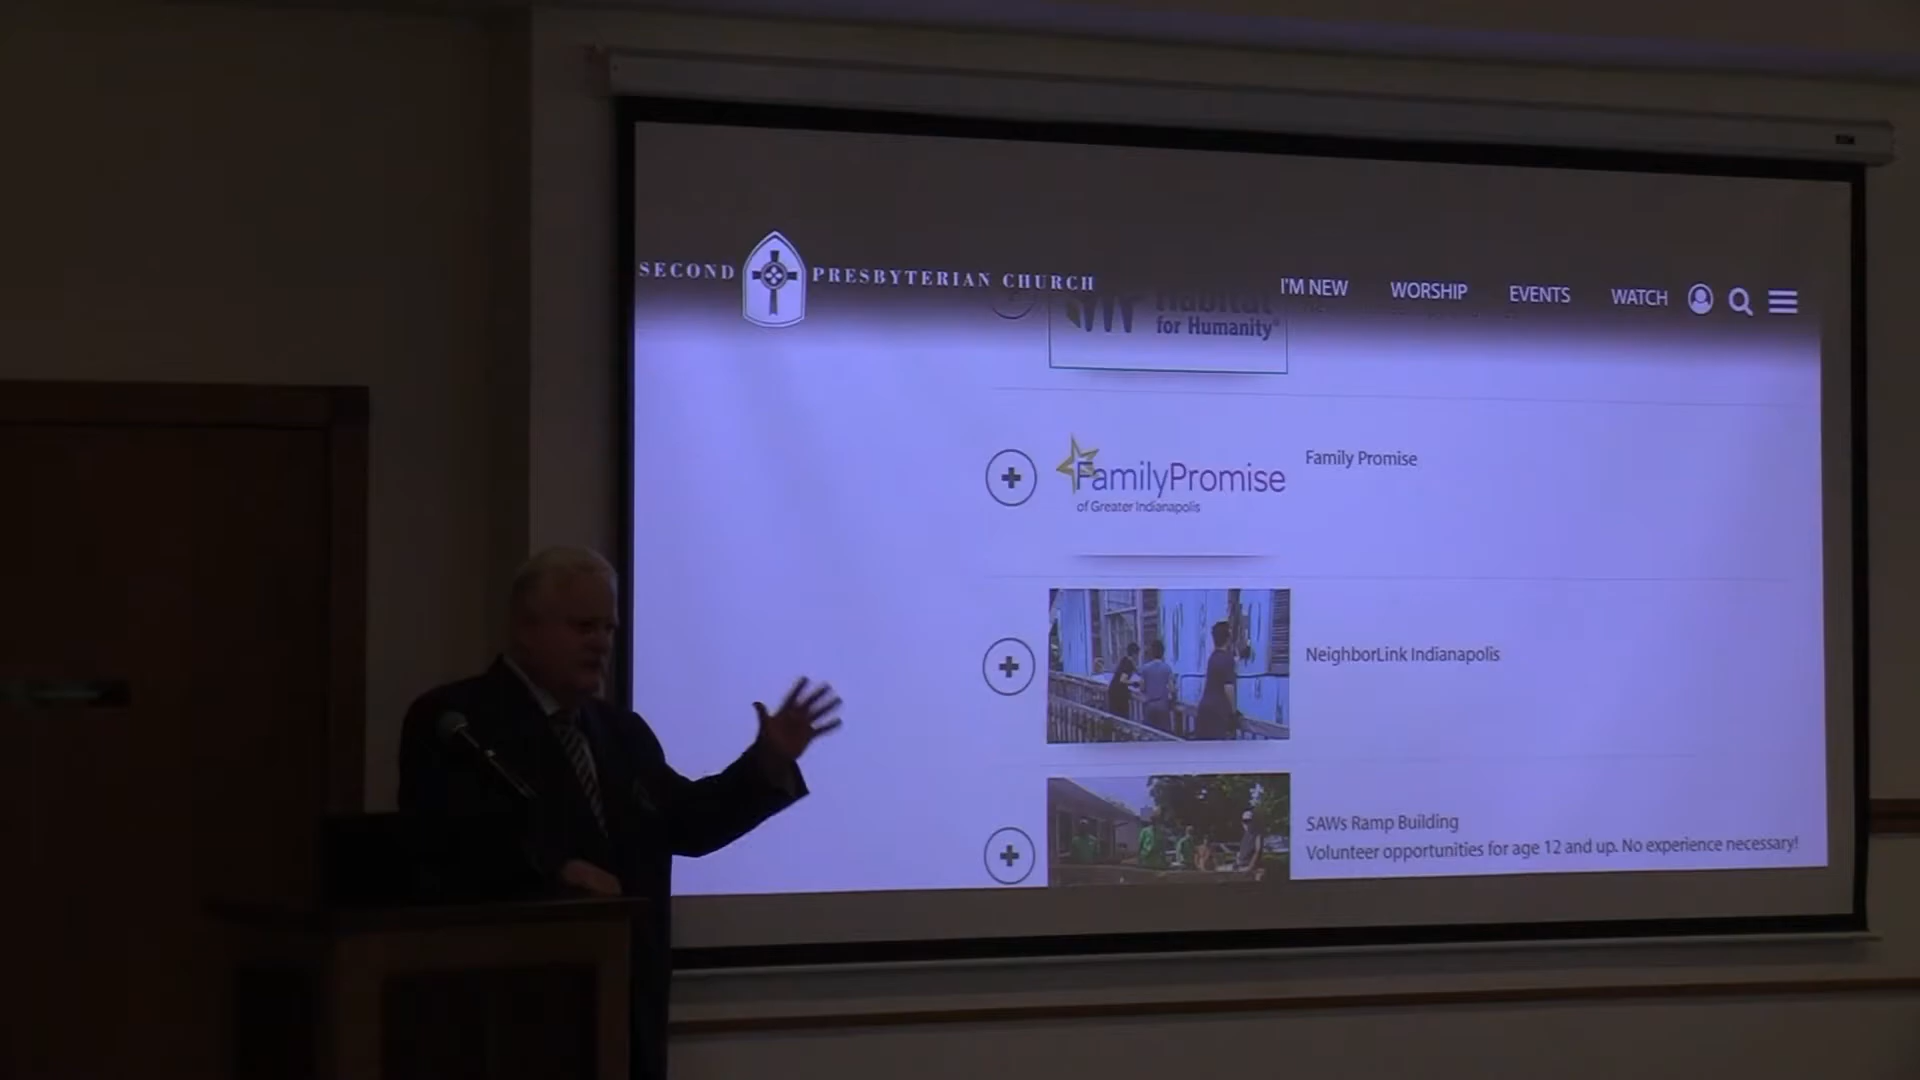 SECOND PRESBYTERIAN CHURCH
I'M NEW
WORSHIP
EVENTS
WATCH
Habitat
for Humanity®
FamilyPromise
of Greater Indianapolis
Family Promise
NeighborLink Indianapolis
SAWs Ramp Building
Volunteer opportunities for age 12 and up. No experience necessary!